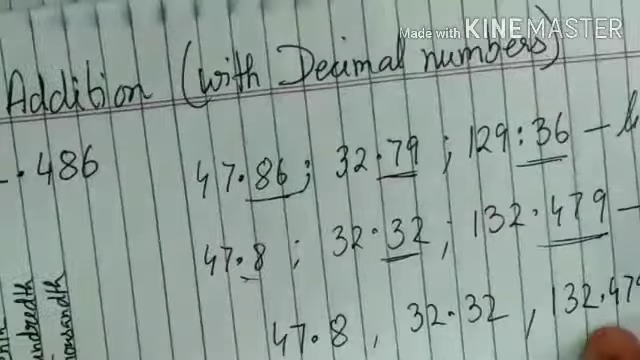 Made with KINEMASTER
Addition (with Decimal numbers)
.486 47.86; 32.79; 129:36 -
47.8; 32.32; 132.479 -
47.8, 32.32, 132.479
hundredth
thousandth